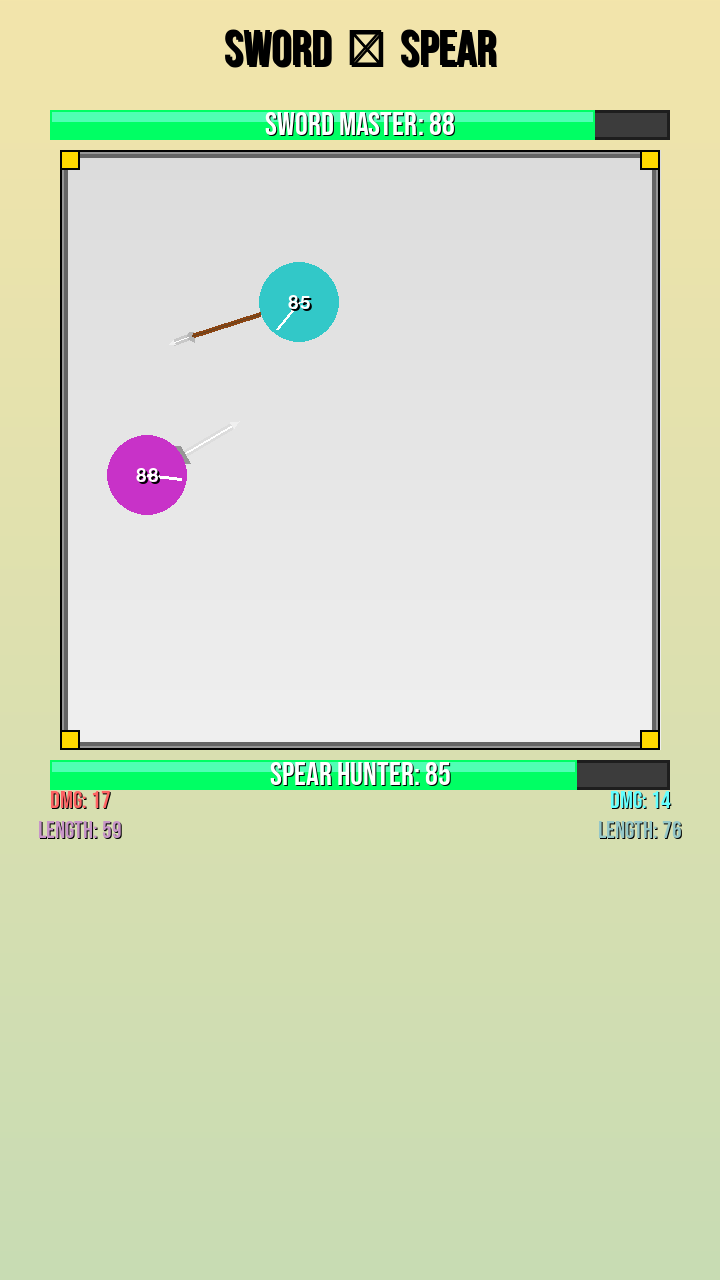 SWORD ☒ SPEAR
SWORD MASTER: 88
85
88
SPEAR HUNTER: 85
DMG: 17 DMG: 14
LENGTH: 59 LENGTH: 76